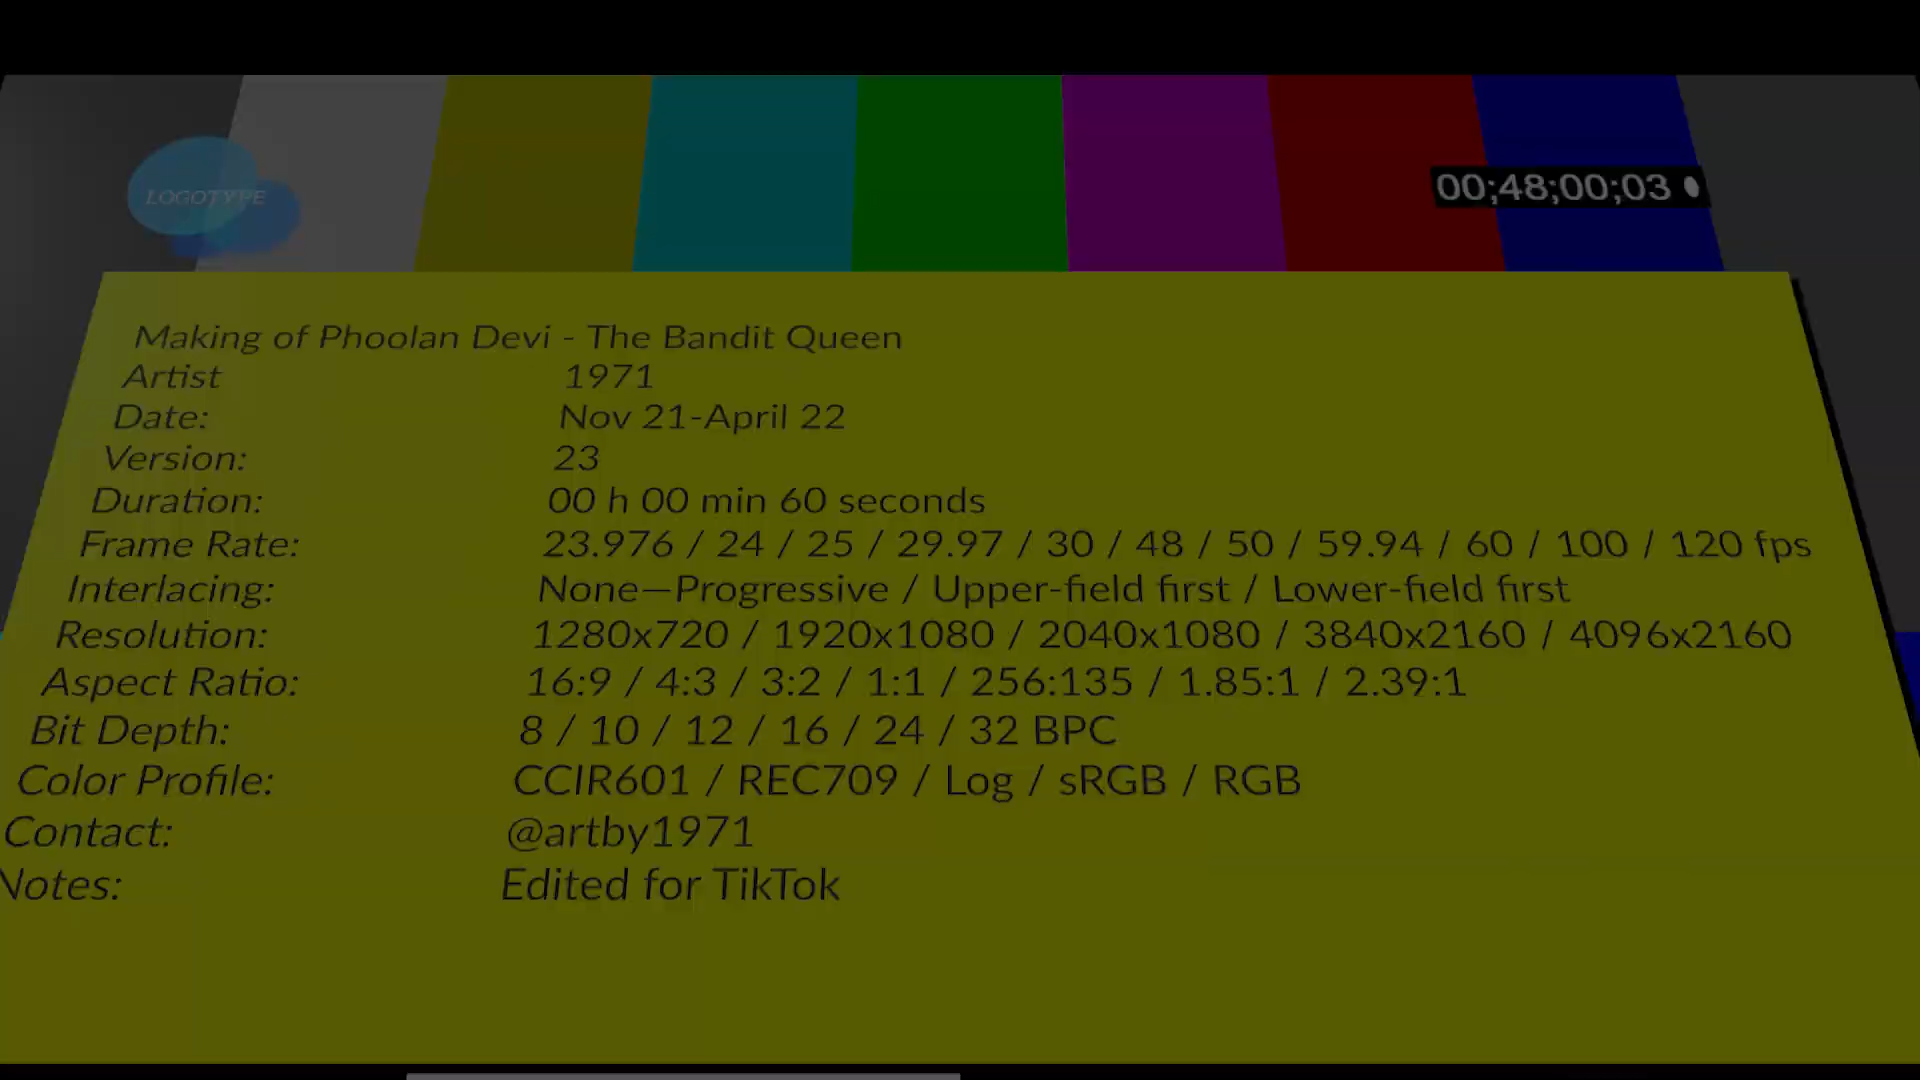 LOGOTYPE
00;48;00;03
Making of Phoolan Devi - The Bandit Queen
Artist 1971
Date: Nov 21-April 22
Version: 23
Duration: 00 h 00 min 60 seconds
Frame Rate: 23.976 / 24 / 25 / 29.97 / 30 / 48 / 50 / 59.94 / 60 / 100 / 120 fps
Interlacing: None—Progressive / Upper-field first / Lower-field first
Resolution: 1280x720 / 1920x1080 / 2040x1080 / 3840x2160 / 4096x2160
Aspect Ratio: 16:9 / 4:3 / 3:2 / 1:1 / 256:135 / 1.85:1 / 2.39:1
Bit Depth: 8 / 10 / 12 / 16 / 24 / 32 BPC
Color Profile: CCIR601 / REC709 / Log / sRGB / RGB
Contact: @artby1971
Notes: Edited for TikTok